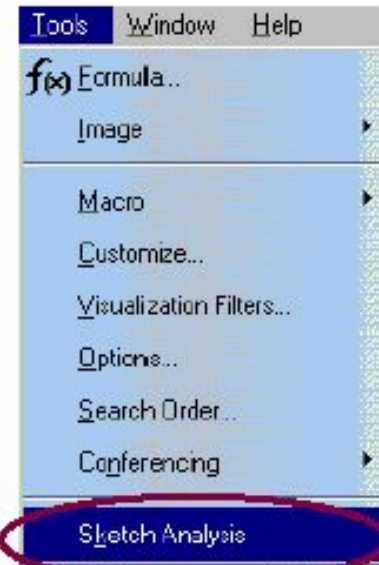 Tools Window Help
f(x) Formula...
Image
Macro
Customize...
Visualization Filters...
Options...
Search Order...
Conferencing
Sketch Analysis